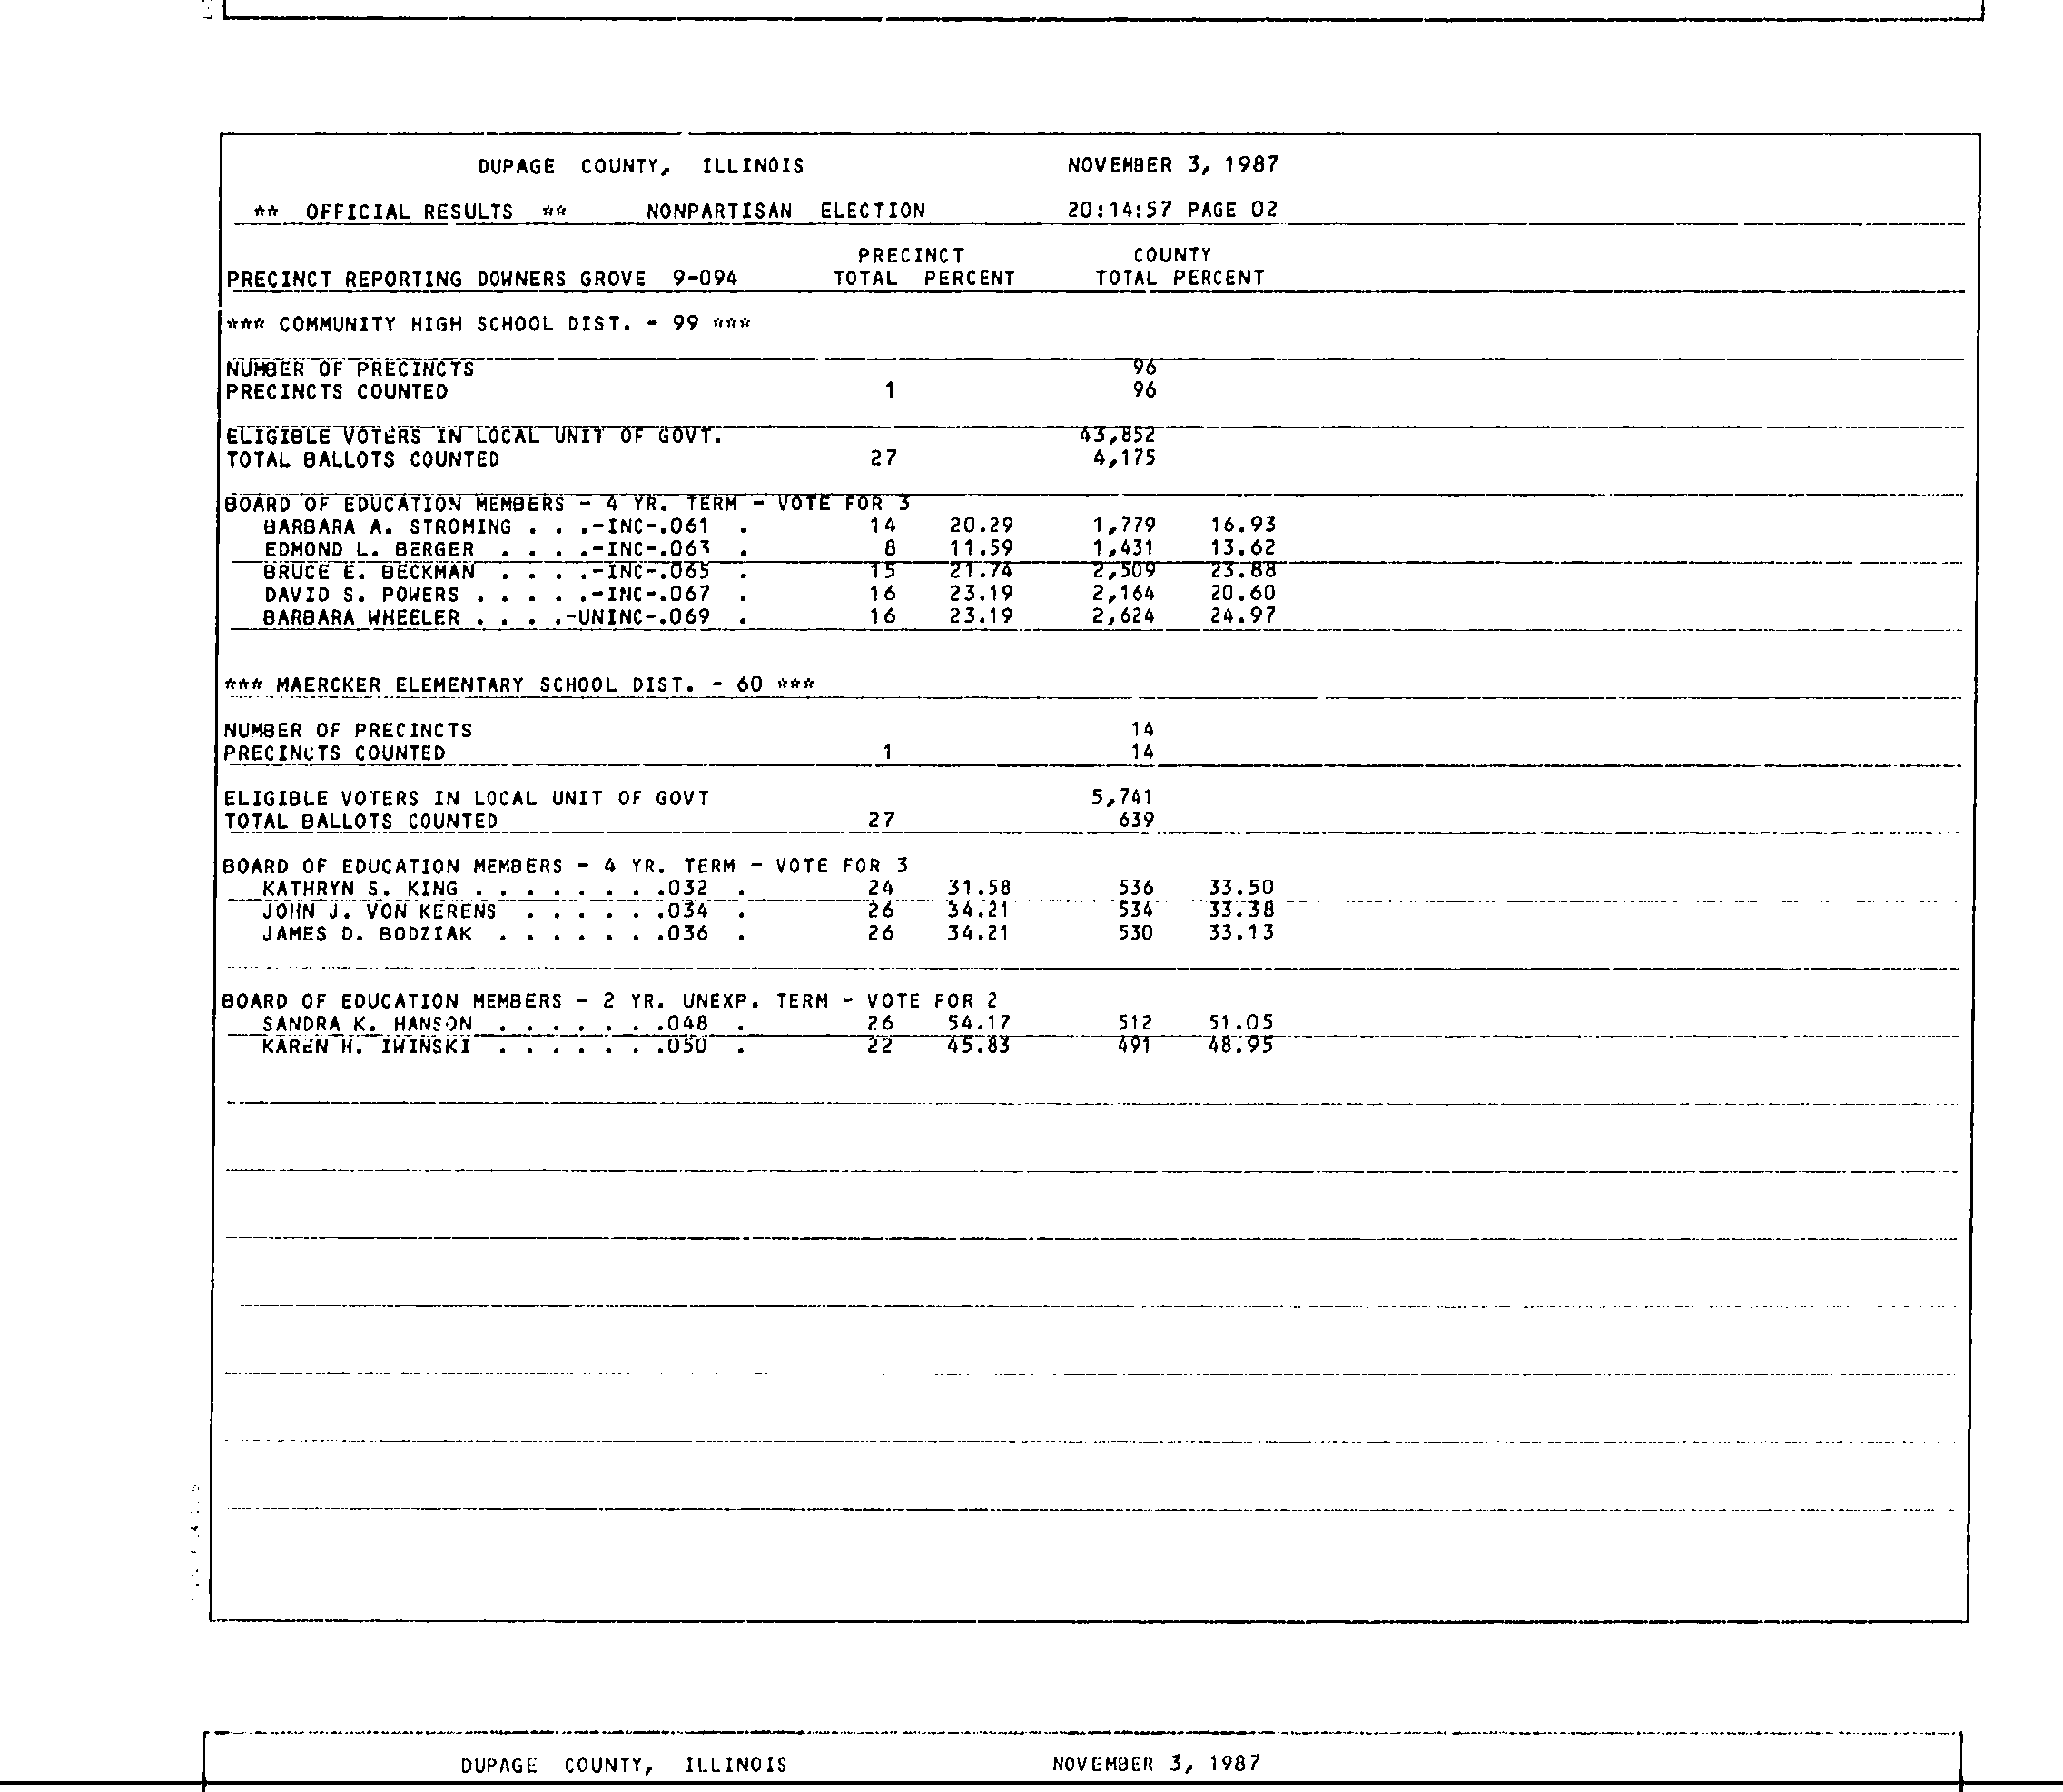 DUPAGE COUNTY, ILLINOIS NOVEMBER 3, 1987
** OFFICIAL RESULTS ** NONPARTISAN ELECTION 20:14:57 PAGE 02
PRECINCT COUNTY
PRECINCT REPORTING DOWNERS GROVE 9-094 TOTAL PERCENT TOTAL PERCENT
*** COMMUNITY HIGH SCHOOL DIST. - 99 ***
NUMBER OF PRECINCTS 96
PRECINCTS COUNTED 1 96
ELIGIBLE VOTERS IN LOCAL UNIT OF GOVT. 43,852
TOTAL BALLOTS COUNTED 27 4,175
BOARD OF EDUCATION MEMBERS - 4 YR. TERM - VOTE FOR 3
BARBARA A. STROMING . . .-INC-.061 . 14 20.29 1,779 16.93
EDMOND L. BERGER . . . .-INC-.063 . 8 11.59 1,431 13.62
BRUCE E. BECKMAN . . . .-INC-.065 . 15 21.74 2,509 23.88
DAVID S. POWERS . . . . .-INC-.067 . 16 23.19 2,164 20.60
BARBARA WHEELER . . . .-UNINC-.069 . 16 23.19 2,624 24.97
*** MAERCKER ELEMENTARY SCHOOL DIST. - 60 ***
NUMBER OF PRECINCTS 14
PRECINCTS COUNTED 1 14
ELIGIBLE VOTERS IN LOCAL UNIT OF GOVT 5,741
TOTAL BALLOTS COUNTED 27 639
BOARD OF EDUCATION MEMBERS - 4 YR. TERM - VOTE FOR 3
KATHRYN S. KING . . . . . . . .032 . 24 31.58 536 33.50
JOHN J. VON KERENS . . . . . .034 . 26 34.21 534 33.38
JAMES D. BODZIAK . . . . . . .036 . 26 34.21 530 33.13
BOARD OF EDUCATION MEMBERS - 2 YR. UNEXP. TERM - VOTE FOR 2
SANDRA K. HANSON . . . . . . .048 . 26 54.17 512 51.05
KAREN H. IWINSKI . . . . . . .050 . 22 45.83 491 48.95
DUPAGE COUNTY, ILLINOIS NOVEMBER 3, 1987